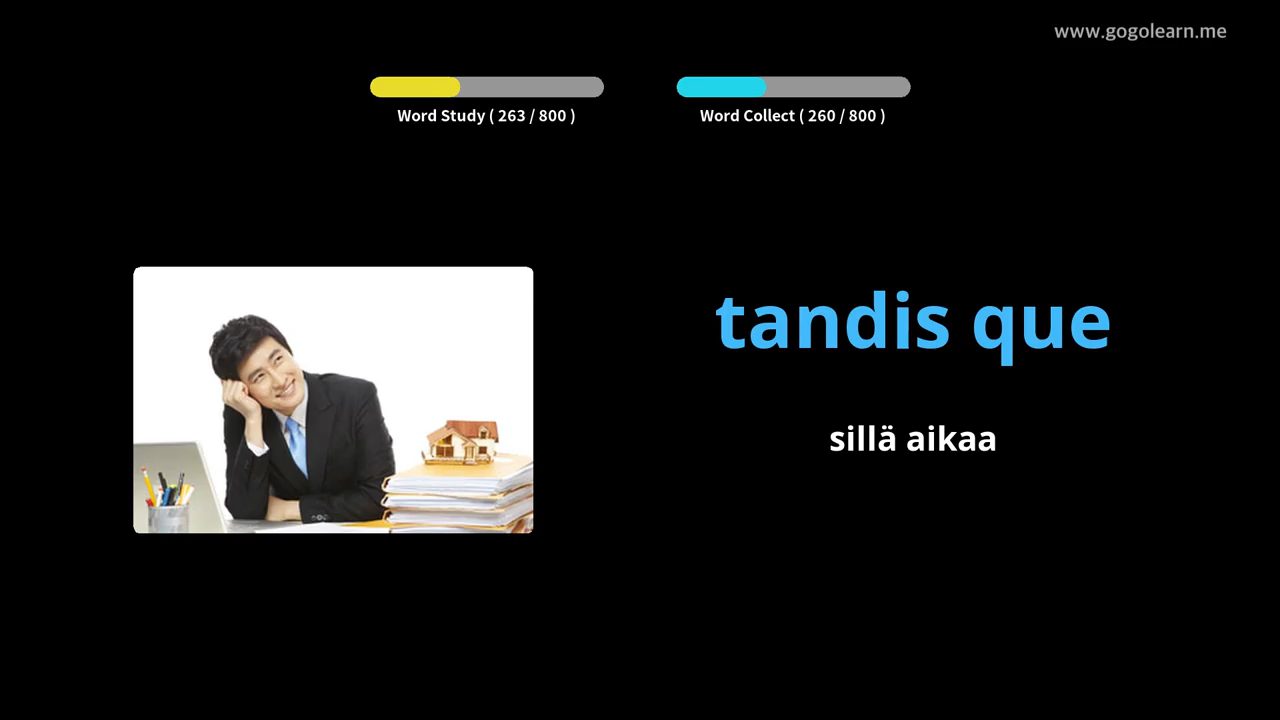 www.gogolearn.me
Word Study ( 263 / 800 )
Word Collect ( 260 / 800 )
tandis que
sillä aikaa